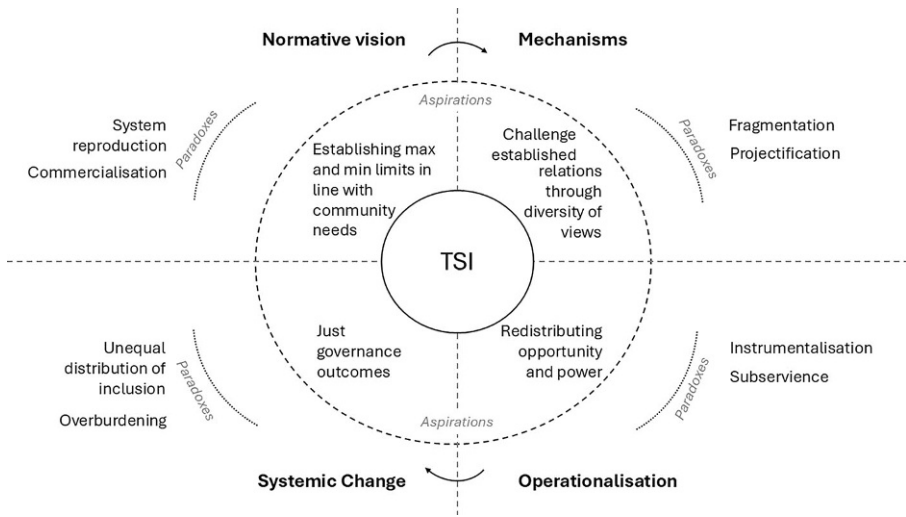 Normative vision
Mechanisms
Aspirations
Paradoxes
System
reproduction
Commercialisation
Establishing max
and min limits in
line with
community
needs
Challenge
established
relations
through
diversity of
views
Paradoxes
Fragmentation
Projectification
TSI
Unequal
distribution of
inclusion
Overburdening
Paradoxes
Just
governance
outcomes
Redistributing
opportunity
and power
Paradoxes
Instrumentalisation
Subservience
Aspirations
Systemic Change
Operationalisation